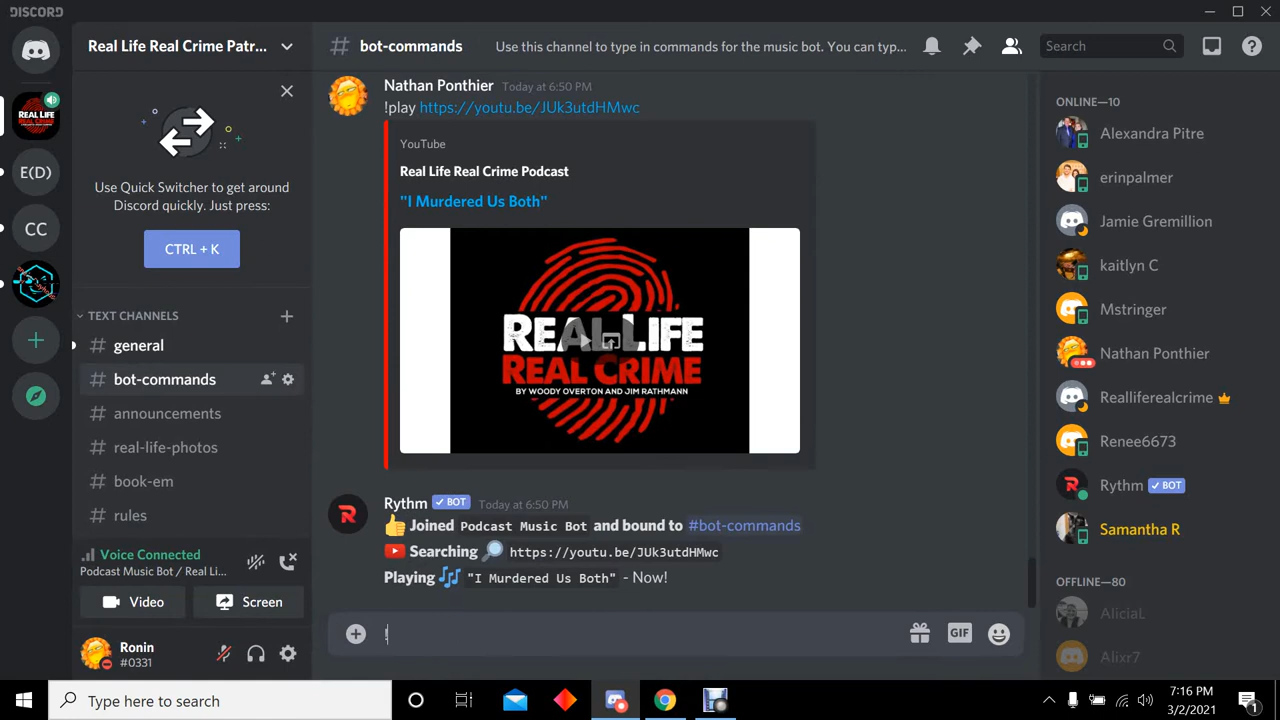 DISCORD
Real Life Real Crime Patr...
Use Quick Switcher to get around
Discord quickly. Just press:
CTRL + K
TEXT CHANNELS
# general
# bot-commands
# announcements
# real-life-photos
# book-em
# rules
Voice Connected
Podcast Music Bot / Real Li...
Video
Screen
Ronin
#0331
REAL LIFE
REAL CRIME
E(D)
CC
# bot-commands
Use this channel to type in commands for the music bot. You can typ...
Search
Nathan Ponthier Today at 6:50 PM
!play https://youtu.be/JUk3utdHMwc
YouTube
Real Life Real Crime Podcast
"I Murdered Us Both"
REAL LIFE
REAL CRIME
BY WOODY OVERTON AND JIM RATHMANN
Rythm BOT Today at 6:50 PM
Joined Podcast Music Bot and bound to #bot-commands
Searching https://youtu.be/JUk3utdHMwc
Playing "I Murdered Us Both" - Now!
!
GIF
ONLINE—10
Alexandra Pitre
erinpalmer
Jamie Gremillion
kaitlyn C
Mstringer
Nathan Ponthier
Realliferealcrime
Renee6673
Rythm BOT
Samantha R
OFFLINE—80
AliciaL
Alixr7
Type here to search
7:16 PM
3/2/2021
1